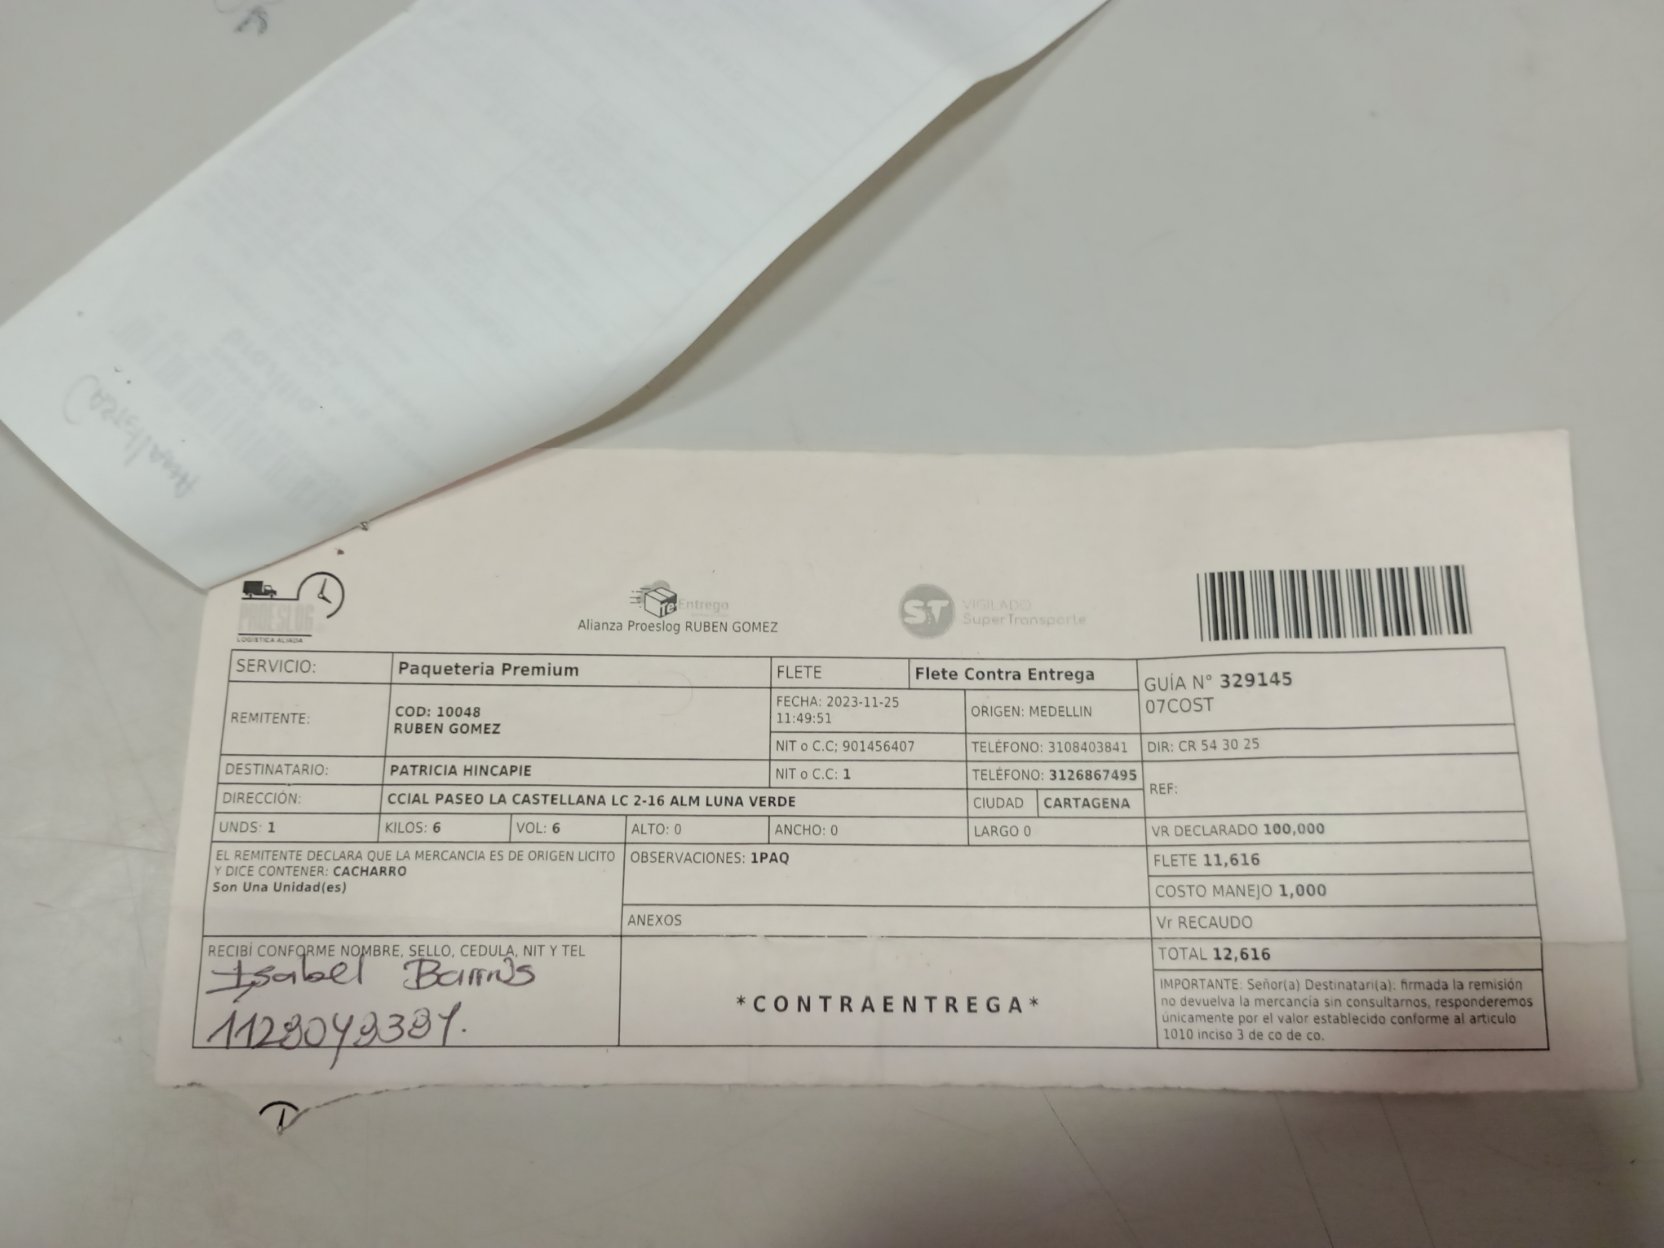 Castellana
PROESLOG
LOGISTICA ALIADA
Te Entrego
Alianza Proeslog RUBEN GOMEZ
ST VIGILADO
SuperTransporte
SERVICIO: Paqueteria Premium FLETE Flete Contra Entrega
GUÍA N° 329145
07COST
REMITENTE: COD: 10048
RUBEN GOMEZ
FECHA: 2023-11-25
11:49:51
ORIGEN: MEDELLIN
NIT o C.C; 901456407 TELÉFONO: 3108403841 DIR: CR 54 30 25
DESTINATARIO: PATRICIA HINCAPIE NIT o C.C: 1 TELÉFONO: 3126867495
REF:
DIRECCIÓN: CCIAL PASEO LA CASTELLANA LC 2-16 ALM LUNA VERDE CIUDAD CARTAGENA
UNDS: 1 KILOS: 6 VOL: 6 ALTO: 0 ANCHO: 0 LARGO 0 VR DECLARADO 100,000
EL REMITENTE DECLARA QUE LA MERCANCIA ES DE ORIGEN LICITO
Y DICE CONTENER: CACHARRO
Son Una Unidad(es)
OBSERVACIONES: 1PAQ
FLETE 11,616
COSTO MANEJO 1,000
ANEXOS
Vr RECAUDO
RECIBÍ CONFORME NOMBRE, SELLO, CEDULA, NIT Y TEL
Isabel Barrios
*CONTRAENTREGA*
TOTAL 12,616
IMPORTANTE: Señor(a) Destinatari(a): firmada la remisión
no devuelva la mercancía sin consultarnos, responderemos
únicamente por el valor establecido conforme al articulo
1010 inciso 3 de co de co.